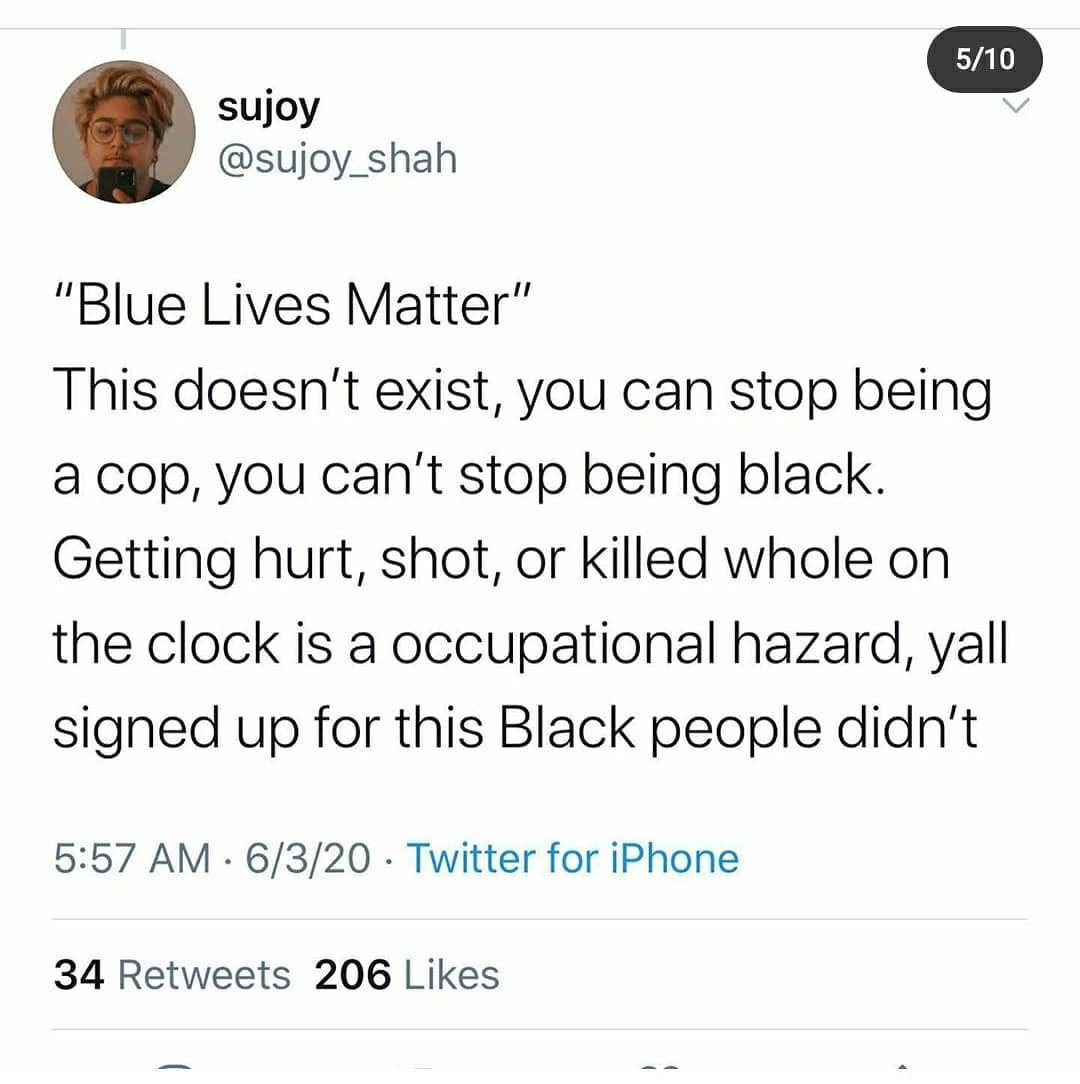 5/10
sujoy
@sujoy_shah
"Blue Lives Matter"
This doesn't exist, you can stop being
a cop, you can't stop being black.
Getting hurt, shot, or killed whole on
the clock is a occupational hazard, yall
signed up for this Black people didn't
5:57 AM · 6/3/20 · Twitter for iPhone
34 Retweets 206 Likes